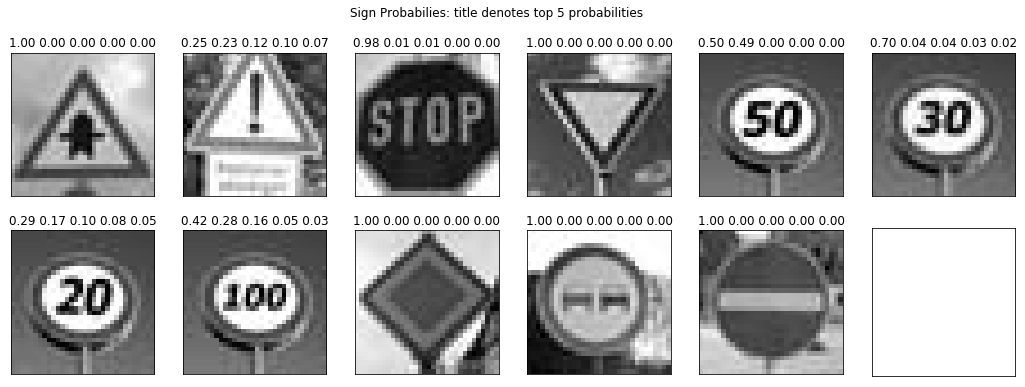 Sign Probabilies: title denotes top 5 probabilities
1.00 0.00 0.00 0.00 0.00
0.25 0.23 0.12 0.10 0.07
0.98 0.01 0.01 0.00 0.00
1.00 0.00 0.00 0.00 0.00
0.50 0.49 0.00 0.00 0.00
0.70 0.04 0.04 0.03 0.02
STOP
50
30
0.29 0.17 0.10 0.08 0.05
0.42 0.28 0.16 0.05 0.03
1.00 0.00 0.00 0.00 0.00
1.00 0.00 0.00 0.00 0.00
1.00 0.00 0.00 0.00 0.00
20
100